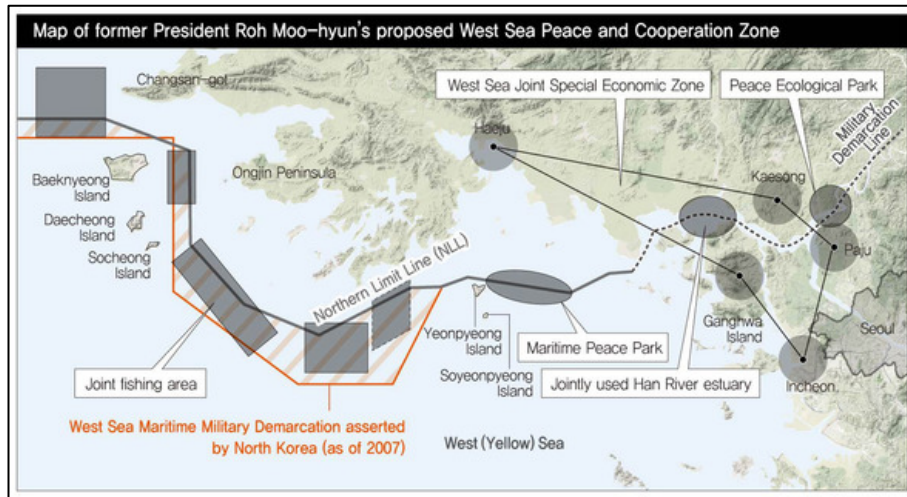 Map of former President Roh Moo-hyun's proposed West Sea Peace and Cooperation Zone
Changsan-got
West Sea Joint Special Economic Zone
Peace Ecological Park
Military
Demarcation
Line
Haeju
Baeknyeong
Island
Ongjin Peninsula
Kaesong
Daecheong
Island
Socheong
Island
Paju
Northern Limit Line (NLL)
Yeonpyeong
Island
Ganghwa
Island
Seoul
Maritime Peace Park
Joint fishing area
Soyeonpyeong
Island
Jointly used Han River estuary
Incheon
West Sea Maritime Military Demarcation asserted
by North Korea (as of 2007)
West (Yellow) Sea